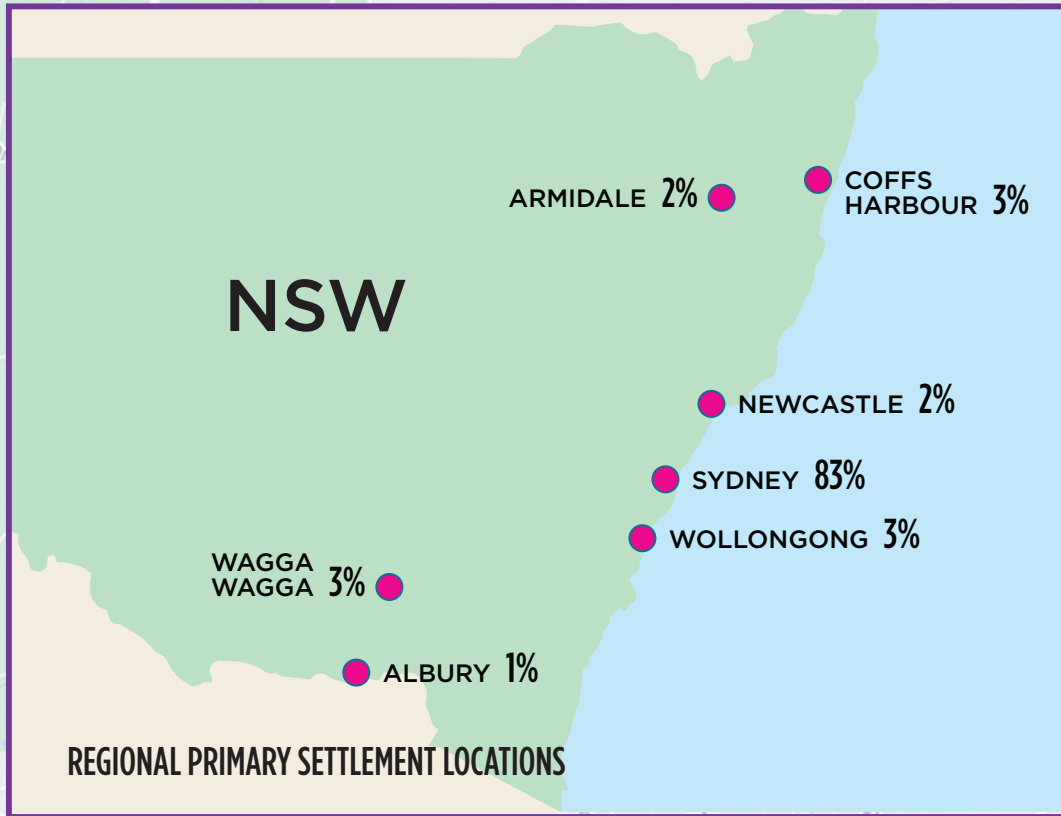 ARMIDALE 2%
COFFS
HARBOUR 3%
NSW
NEWCASTLE 2%
SYDNEY 83%
WOLLONGONG 3%
WAGGA
WAGGA 3%
ALBURY 1%
REGIONAL PRIMARY SETTLEMENT LOCATIONS